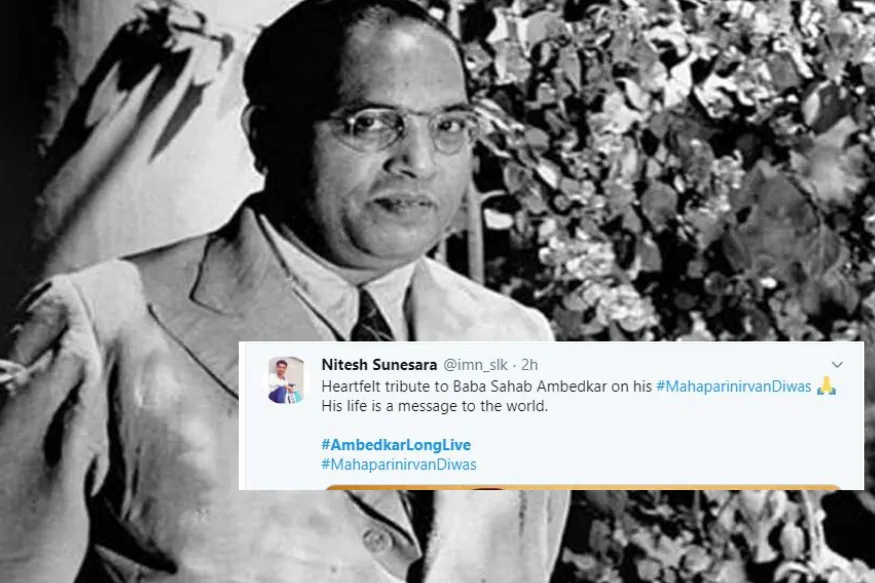 Nitesh Sunesara @imn_slk · 2h
Heartfelt tribute to Baba Sahab Ambedkar on his #MahaparinirvanDiwas 🙏
His life is a message to the world.
#AmbedkarLongLive
#MahaparinirvanDiwas